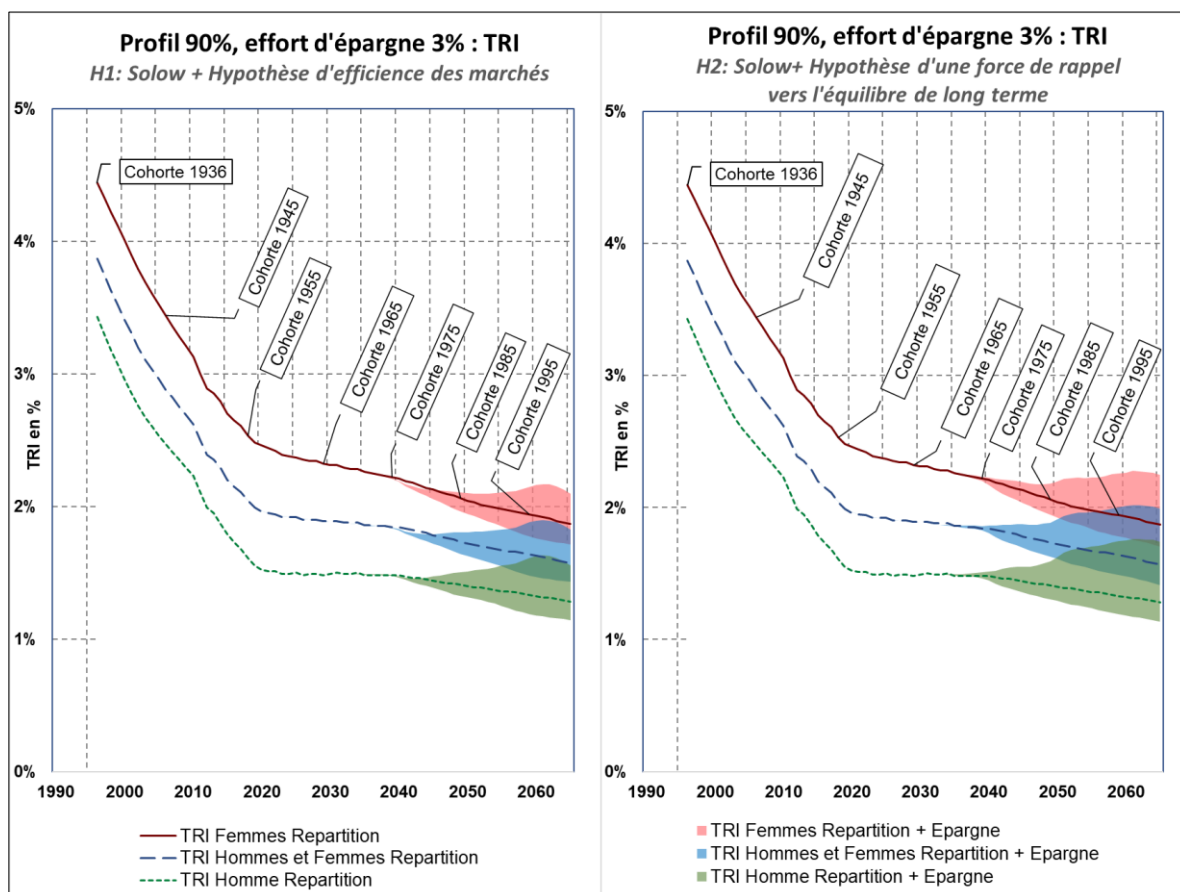 Profil 90%, effort d'épargne 3% : TRI
H1: Solow + Hypothèse d'efficience des marchés
5%
4%
3%
2%
1%
0%
TRI en %
Cohorte 1936
Cohorte 1945
Cohorte 1955
Cohorte 1965
Cohorte 1975
Cohorte 1985
Cohorte 1995
1990 2000 2010 2020 2030 2040 2050 2060
TRI Femmes Repartition
TRI Hommes et Femmes Repartition
TRI Homme Repartition
Profil 90%, effort d'épargne 3% : TRI
H2: Solow+ Hypothèse d'une force de rappel
vers l'équilibre de long terme
5%
4%
3%
2%
1%
0%
TRI en %
Cohorte 1936
Cohorte 1945
Cohorte 1955
Cohorte 1965
Cohorte 1975
Cohorte 1985
Cohorte 1995
1990 2000 2010 2020 2030 2040 2050 2060
TRI Femmes Repartition + Epargne
TRI Hommes et Femmes Repartition + Epargne
TRI Homme Repartition + Epargne